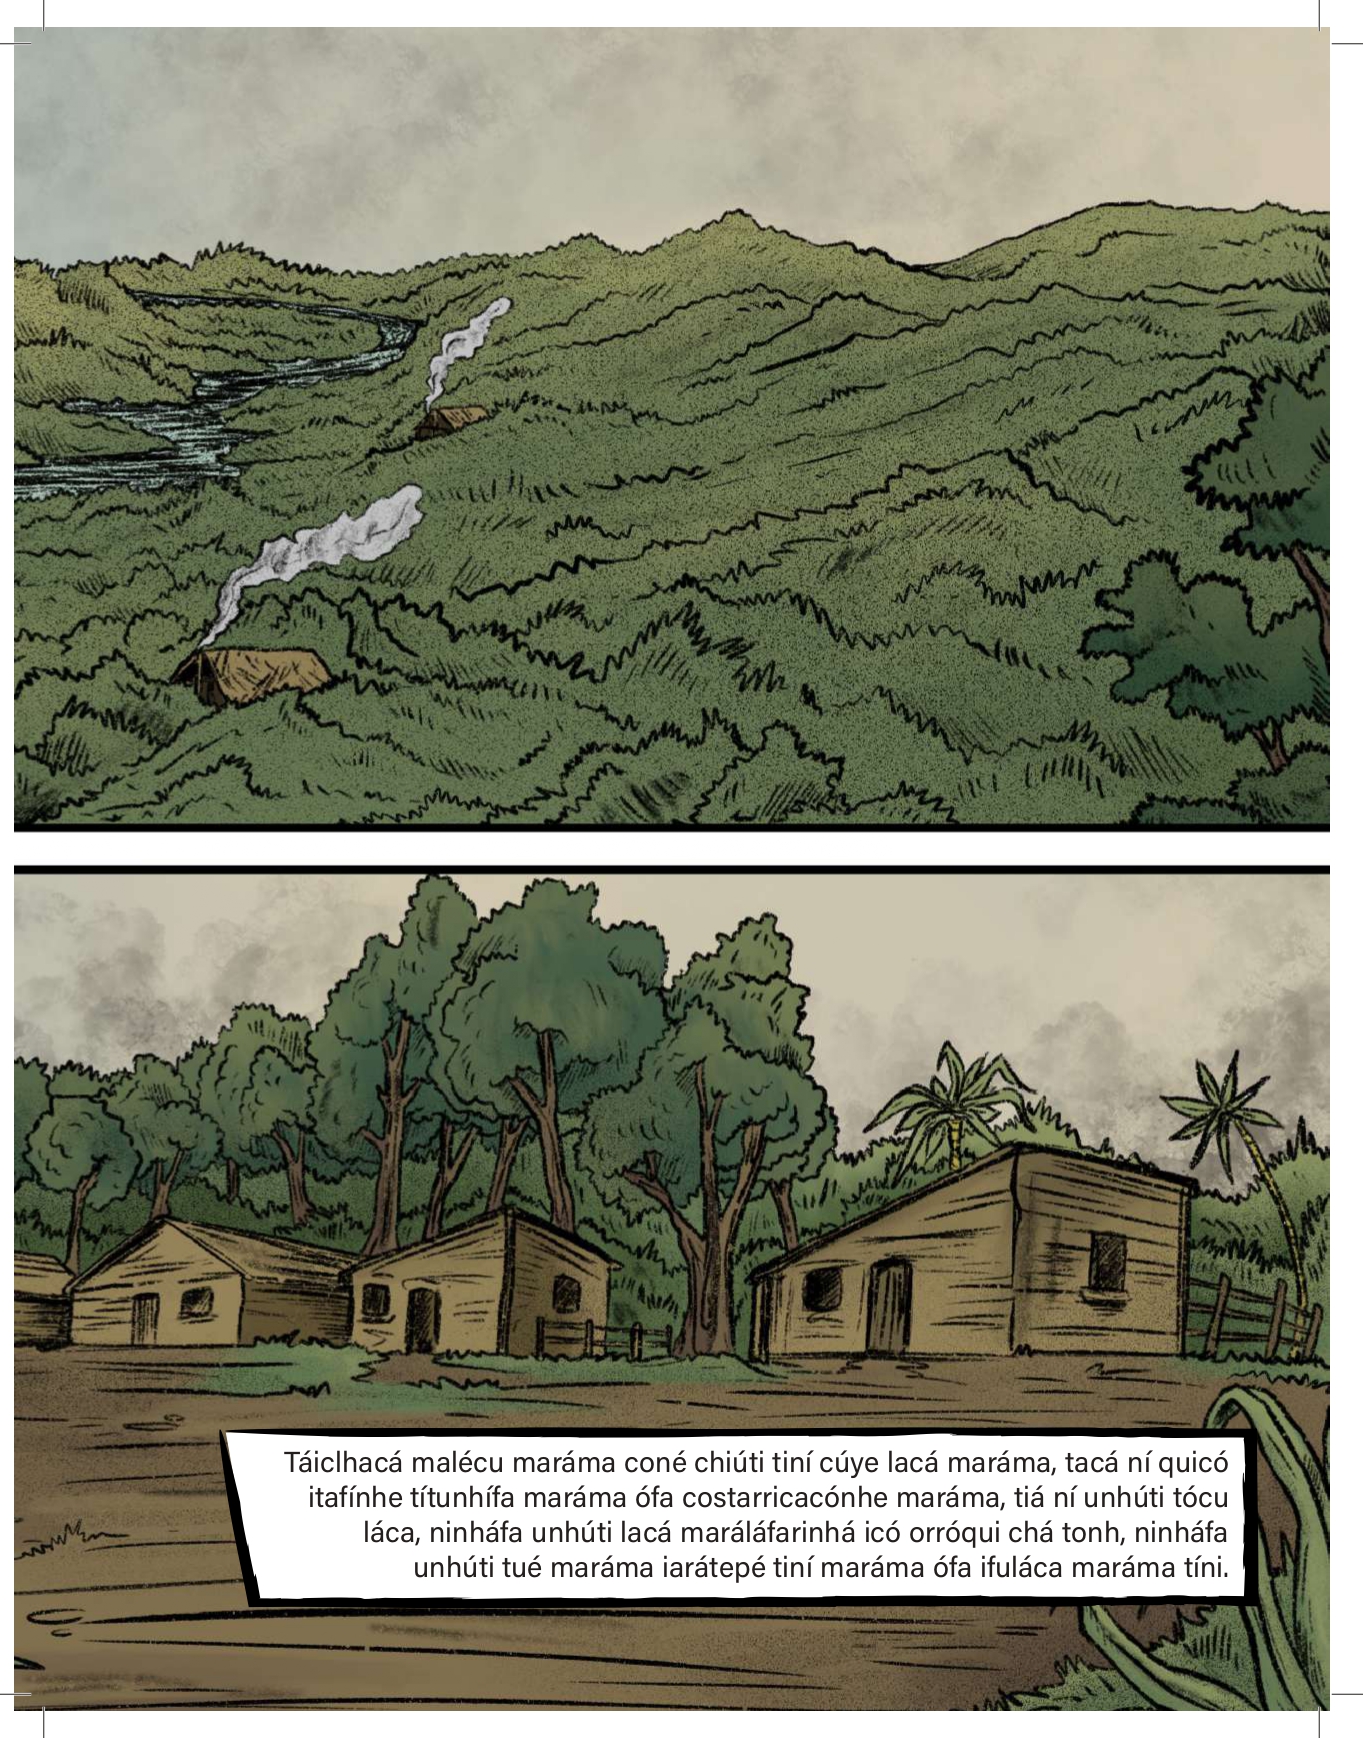 Táiclhacá malécu maráma coné chiúti tiní cúye lacá maráma, tacá ní quicó
itafínhe títunhífa maráma ófa costarricacónhe maráma, tiá ní unhúti tócu
láca, ninháfa unhúti lacá maráláfarinhá icó orróqui chá tonh, ninháfa
unhúti tué maráma iarátepé tiní maráma ófa ifuláca maráma tíni.